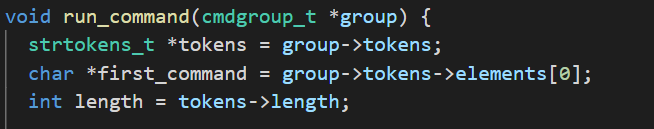 void run_command(cmdgroup_t *group) {
  strtokens_t *tokens = group->tokens;
  char *first_command = group->tokens->elements[0];
  int length = tokens->length;